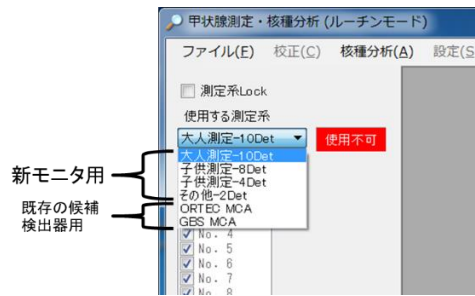 甲状腺測定・核種分析 (ルーチンモード)
ファイル(F) 校正(C) 核種分析(A) 設定(S
測定系Lock
使用する測定系
大人測定-10Det 使用不可
大人測定-10Det
子供測定-8Det
子供測定-4Det
その他-2Det
ORTEC MCA
GBS MCA
新モニタ用
既存の候補
検出器用
No. 4
No. 5
No. 6
No. 7
No. 8